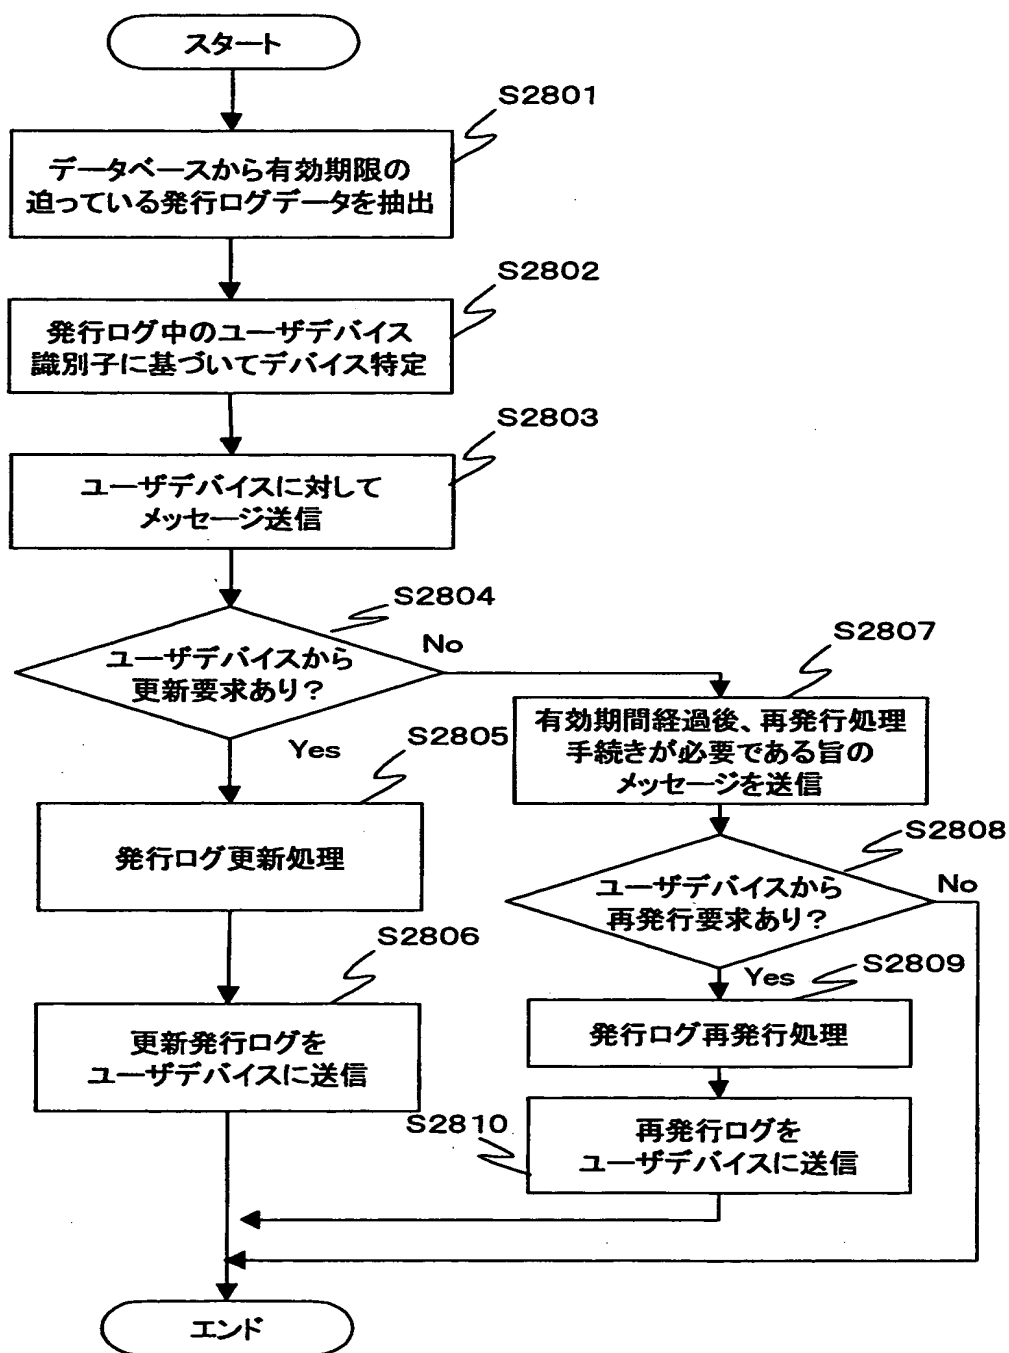 スタート
S2801
データベースから有効期限の
迫っている発行ログデータを抽出
S2802
発行ログ中のユーザデバイス
識別子に基づいてデバイス特定
S2803
ユーザデバイスに対して
メッセージ送信
S2804
ユーザデバイスから
更新要求あり?
No
Yes
S2805
発行ログ更新処理
S2806
更新発行ログを
ユーザデバイスに送信
S2807
有効期間経過後、再発行処理
手続きが必要である旨の
メッセージを送信
S2808
ユーザデバイスから
再発行要求あり?
No
Yes
S2809
発行ログ再発行処理
S2810
再発行ログを
ユーザデバイスに送信
エンド